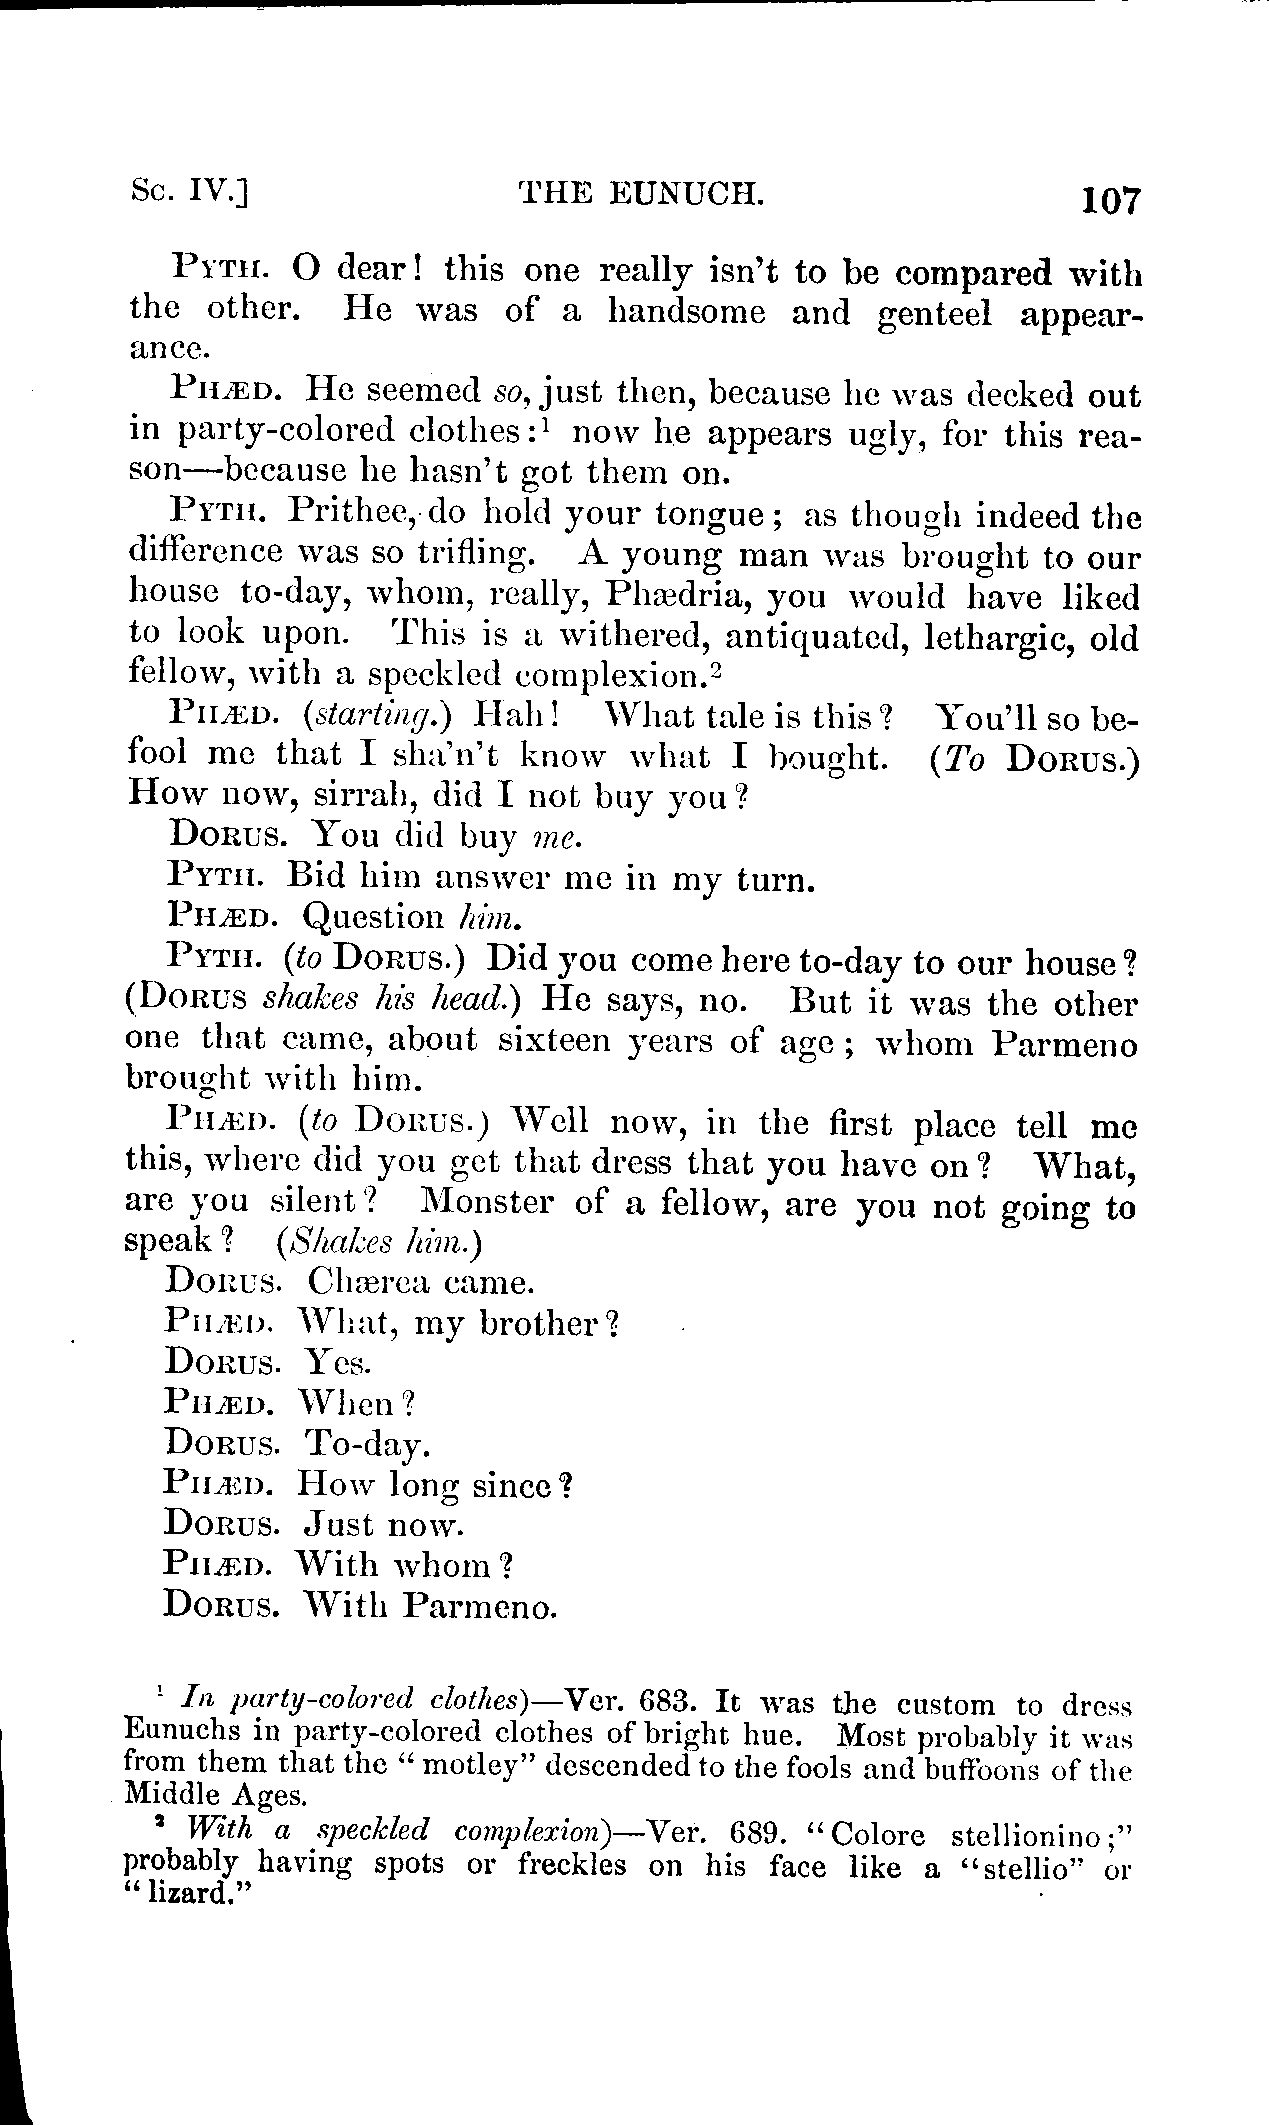 Sc. IV.] THE EUNUCH. 107
PYTH. O dear! this one really isn't to be compared with
the other. He was of a handsome and genteel appear-
ance.
PHÆD. He seemed so, just then, because he was decked out
in party-colored clothes:¹ now he appears ugly, for this rea-
son—because he hasn't got them on.
PYTH. Prithee, do hold your tongue; as though indeed the
difference was so trifling. A young man was brought to our
house to-day, whom, really, Phædria, you would have liked
to look upon. This is a withered, antiquated, lethargic, old
fellow, with a speckled complexion.²
PHÆD. (starting.) Hah! What tale is this? You'll so be-
fool me that I sha'n't know what I bought. (To DORUS.)
How now, sirrah, did I not buy you?
DORUS. You did buy me.
PYTH. Bid him answer me in my turn.
PHÆD. Question him.
PYTH. (to DORUS.) Did you come here to-day to our house?
(DORUS shakes his head.) He says, no. But it was the other
one that came, about sixteen years of age; whom Parmeno
brought with him.
PHÆD. (to DORUS.) Well now, in the first place tell me
this, where did you get that dress that you have on? What,
are you silent? Monster of a fellow, are you not going to
speak? (Shakes him.)
DORUS. Chærea came.
PHÆD. What, my brother?
DORUS. Yes.
PHÆD. When?
DORUS. To-day.
PHÆD. How long since?
DORUS. Just now.
PHÆD. With whom?
DORUS. With Parmeno.
¹ In party-colored clothes)—Ver. 683. It was the custom to dress
Eunuchs in party-colored clothes of bright hue. Most probably it was
from them that the "motley" descended to the fools and buffoons of the
Middle Ages.
² With a speckled complexion)—Ver. 689. "Colore stellionino;"
probably having spots or freckles on his face like a "stellio" or
"lizard."